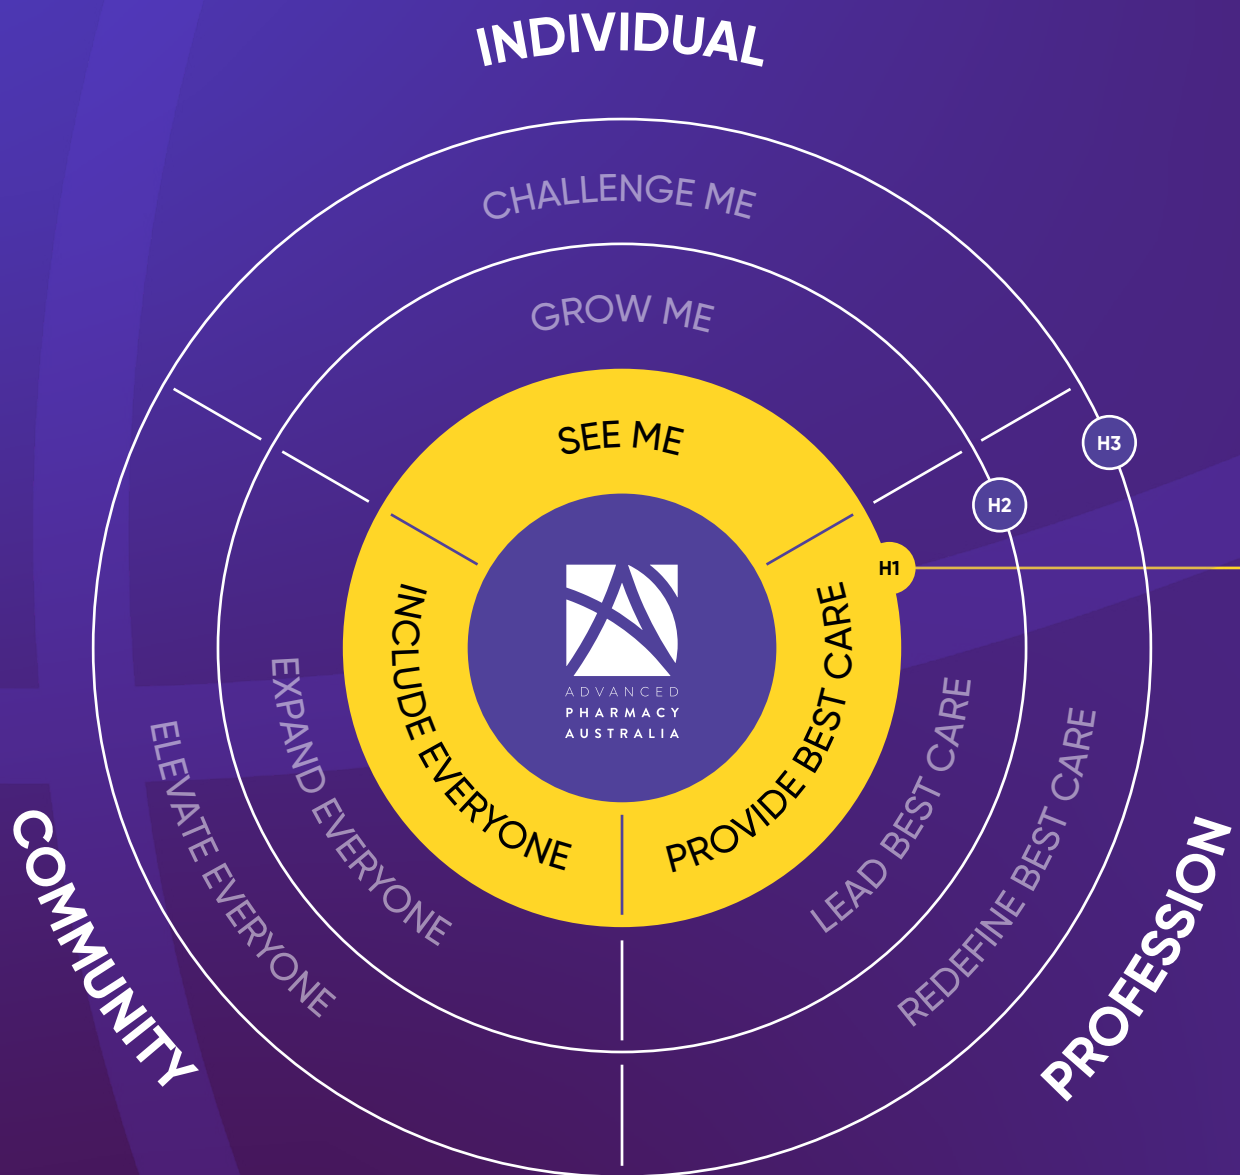 INDIVIDUAL
CHALLENGE ME
GROW ME
SEE ME
H3
H2
H1
INCLUDE EVERYONE
PROVIDE BEST CARE
ADVANCED
PHARMACY
AUSTRALIA
EXPAND EVERYONE
LEAD BEST CARE
ELEVATE EVERYONE
REDEFINE BEST CARE
COMMUNITY
PROFESSION